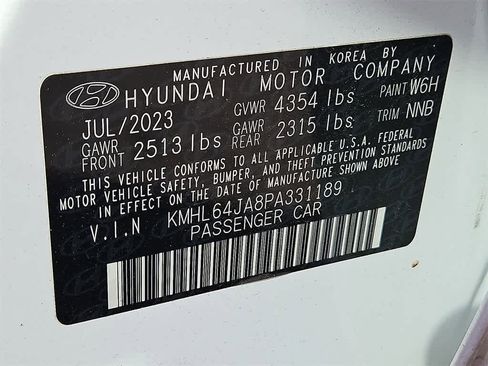 MANUFACTURED IN KOREA BY
HYUNDAI MOTOR COMPANY
JUL/2023 GVWR 4354 lbs PAINT W6H
GAWR FRONT 2513 lbs GAWR REAR 2315 lbs TRIM NNB
THIS VEHICLE CONFORMS TO ALL APPLICABLE U.S.A. FEDERAL
MOTOR VEHICLE SAFETY, BUMPER, AND THEFT PREVENTION STANDARDS
IN EFFECT ON THE DATE OF MANUFACTURE SHOWN ABOVE.
V.I.N KMHL64JA8PA331189
PASSENGER CAR